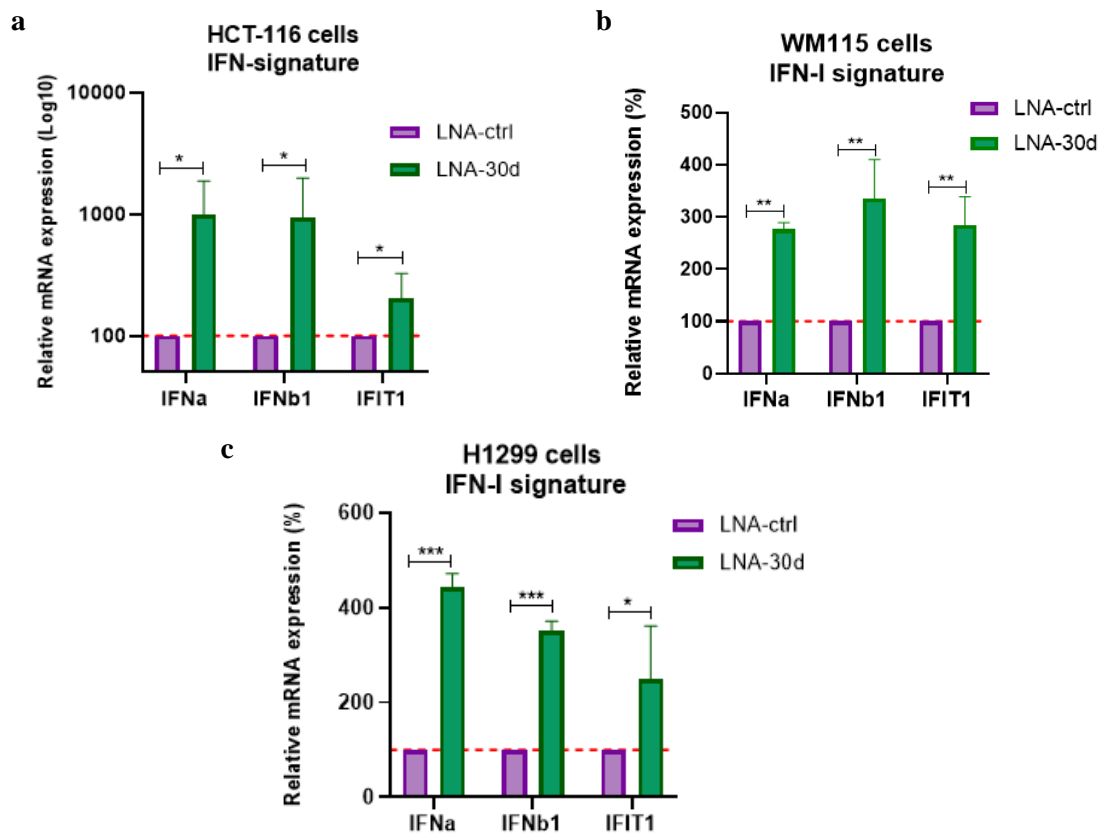 a
HCT-116 cells
IFN-signature
Relative mRNA expression (Log10)
10000
1000
100
* * *
LNA-ctrl
LNA-30d
IFNa IFNb1 IFIT1
b
WM115 cells
IFN-I signature
Relative mRNA expression (%)
500
400
300
200
100
0
** ** **
LNA-ctrl
LNA-30d
IFNa IFNb1 IFIT1
c
H1299 cells
IFN-I signature
Relative mRNA expression (%)
600
400
200
0
*** *** *
LNA-ctrl
LNA-30d
IFNa IFNb1 IFIT1